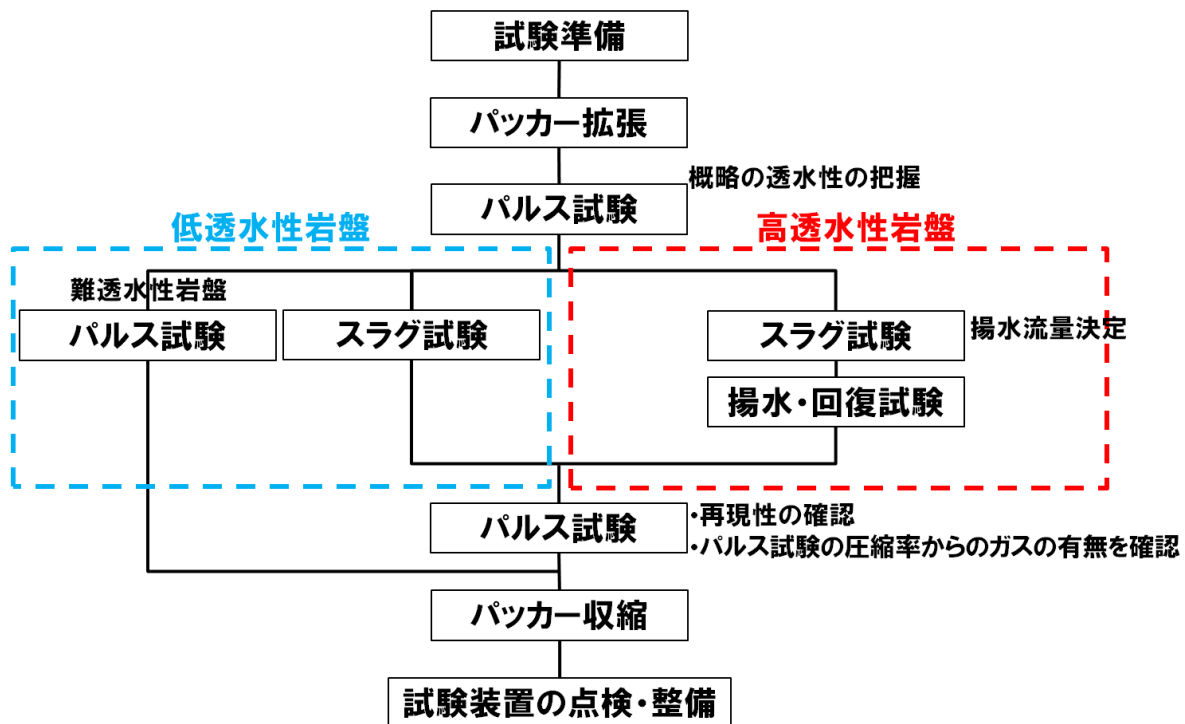 試験準備
パッカー拡張
概略の透水性の把握
パルス試験
低透水性岩盤
高透水性岩盤
難透水性岩盤
パルス試験
スラグ試験
スラグ試験
揚水流量決定
揚水・回復試験
パルス試験
・再現性の確認
・パルス試験の圧縮率からのガスの有無を確認
パッカー収縮
試験装置の点検・整備